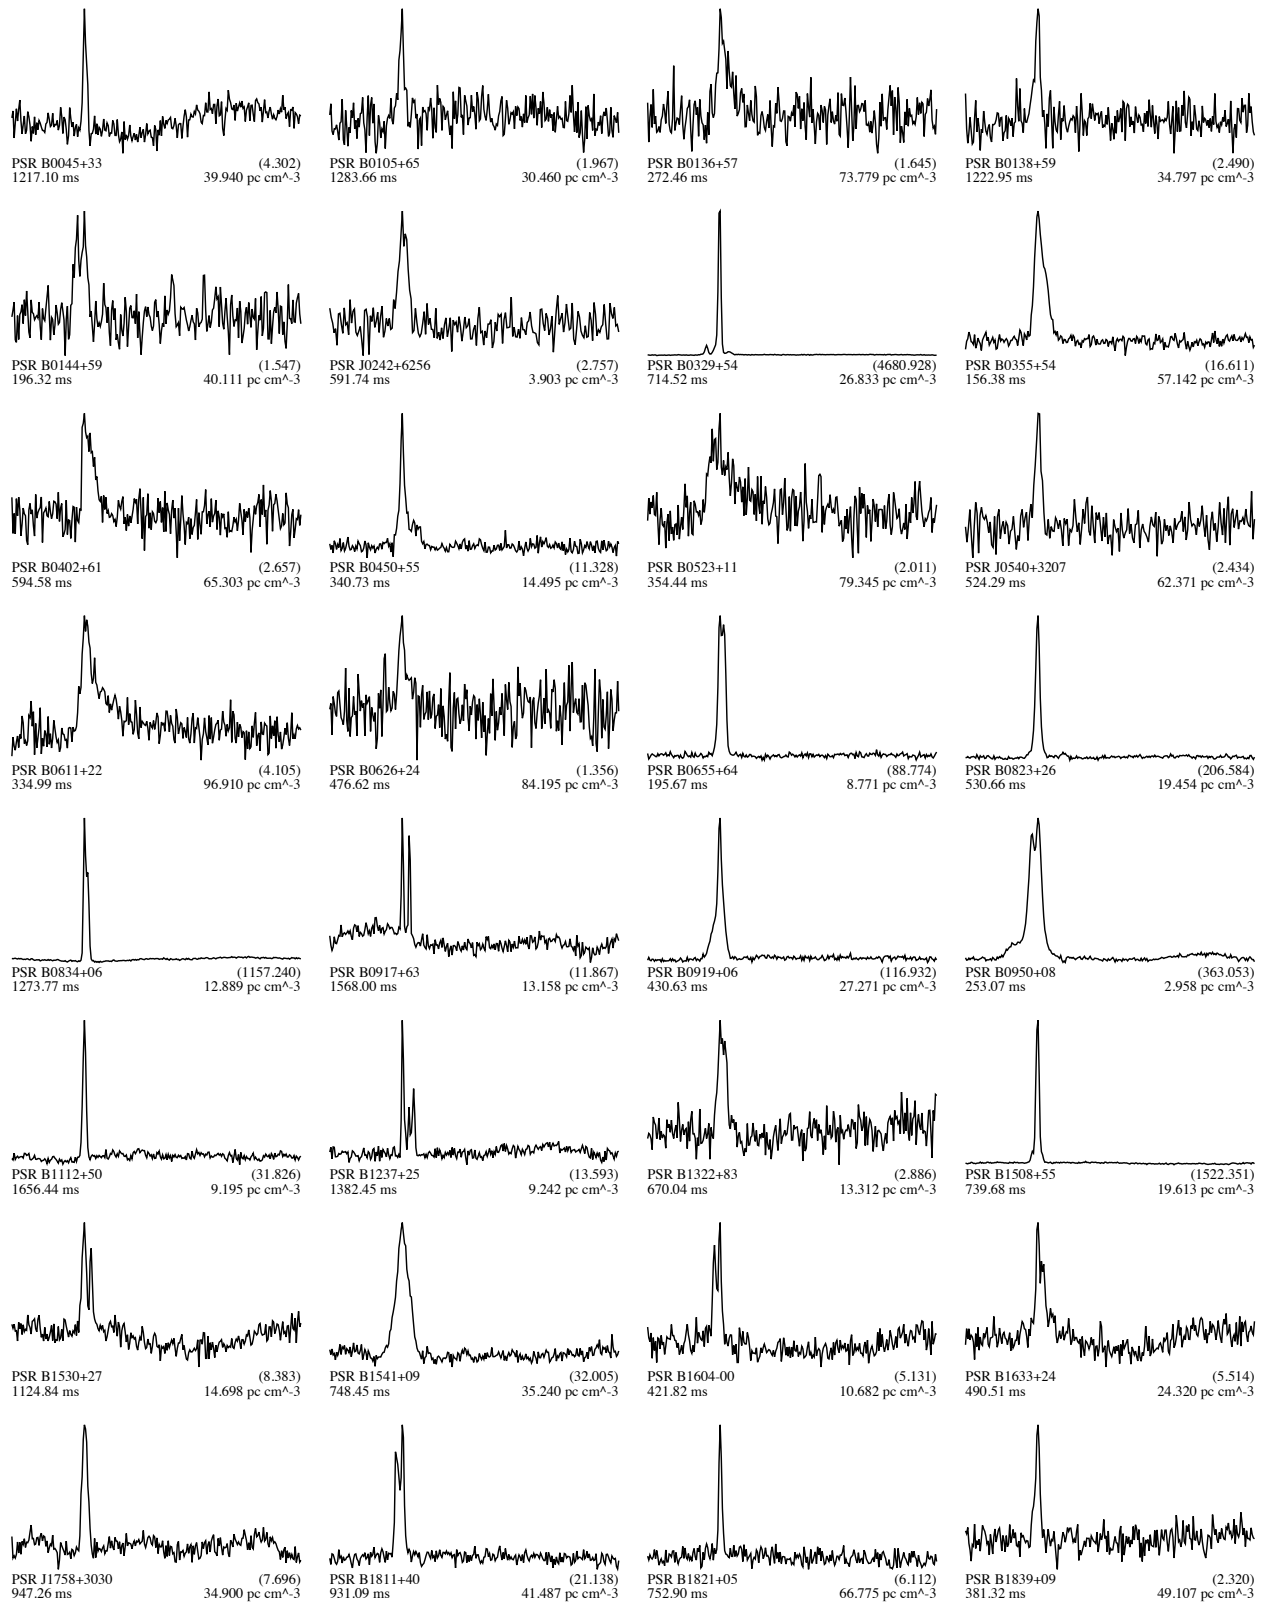 PSR B0045+33 (4.302)
1217.10 ms 39.940 pc cm^-3
PSR B0105+65 (1.967)
1283.66 ms 30.460 pc cm^-3
PSR B0136+57 (1.645)
272.46 ms 73.779 pc cm^-3
PSR B0138+59 (2.490)
1222.95 ms 34.797 pc cm^-3
PSR B0144+59 (1.547)
196.32 ms 40.111 pc cm^-3
PSR J0242+6256 (2.757)
591.74 ms 3.903 pc cm^-3
PSR B0329+54 (4680.928)
714.52 ms 26.833 pc cm^-3
PSR B0355+54 (16.611)
156.38 ms 57.142 pc cm^-3
PSR B0402+61 (2.657)
594.58 ms 65.303 pc cm^-3
PSR B0450+55 (11.328)
340.73 ms 14.495 pc cm^-3
PSR B0523+11 (2.011)
354.44 ms 79.345 pc cm^-3
PSR J0540+3207 (2.434)
524.29 ms 62.371 pc cm^-3
PSR B0611+22 (4.105)
334.99 ms 96.910 pc cm^-3
PSR B0626+24 (1.356)
476.62 ms 84.195 pc cm^-3
PSR B0655+64 (88.774)
195.67 ms 8.771 pc cm^-3
PSR B0823+26 (206.584)
530.66 ms 19.454 pc cm^-3
PSR B0834+06 (1157.240)
1273.77 ms 12.889 pc cm^-3
PSR B0917+63 (11.867)
1568.00 ms 13.158 pc cm^-3
PSR B0919+06 (116.932)
430.63 ms 27.271 pc cm^-3
PSR B0950+08 (363.053)
253.07 ms 2.958 pc cm^-3
PSR B1112+50 (31.826)
1656.44 ms 9.195 pc cm^-3
PSR B1237+25 (13.593)
1382.45 ms 9.242 pc cm^-3
PSR B1322+83 (2.886)
670.04 ms 13.312 pc cm^-3
PSR B1508+55 (1522.351)
739.68 ms 19.613 pc cm^-3
PSR B1530+27 (8.383)
1124.84 ms 14.698 pc cm^-3
PSR B1541+09 (32.005)
748.45 ms 35.240 pc cm^-3
PSR B1604-00 (5.131)
421.82 ms 10.682 pc cm^-3
PSR B1633+24 (5.514)
490.51 ms 24.320 pc cm^-3
PSR J1758+3030 (7.696)
947.26 ms 34.900 pc cm^-3
PSR B1811+40 (21.138)
931.09 ms 41.487 pc cm^-3
PSR B1821+05 (6.112)
752.90 ms 66.775 pc cm^-3
PSR B1839+09 (2.320)
381.32 ms 49.107 pc cm^-3